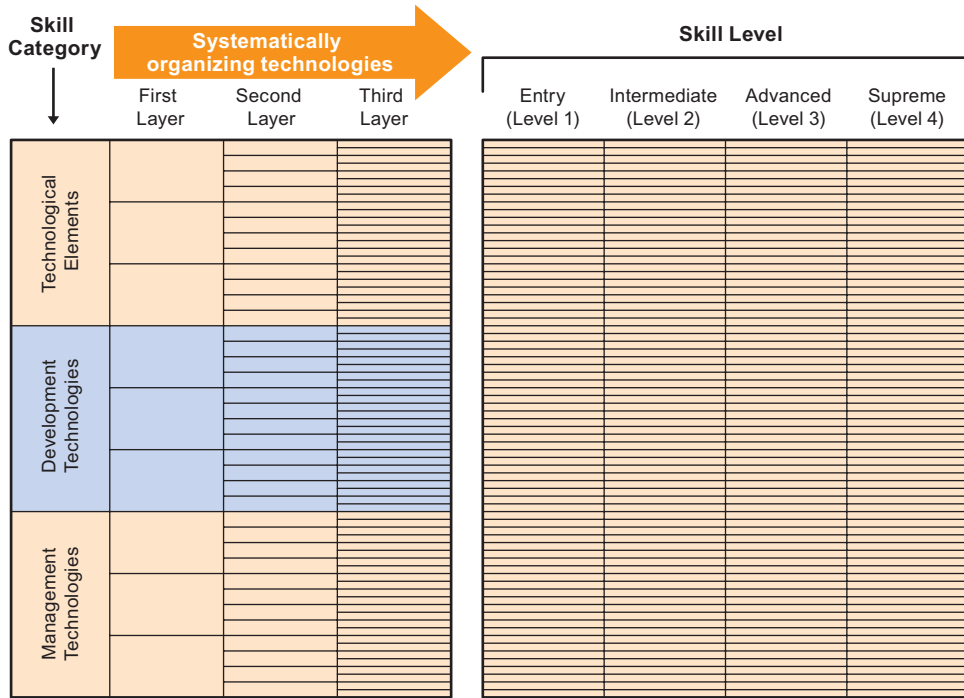 Skill
Category
Systematically
organizing technologies
Skill Level
First
Layer
Second
Layer
Third
Layer
Entry
(Level 1)
Intermediate
(Level 2)
Advanced
(Level 3)
Supreme
(Level 4)
Technological
Elements
Development
Technologies
Management
Technologies